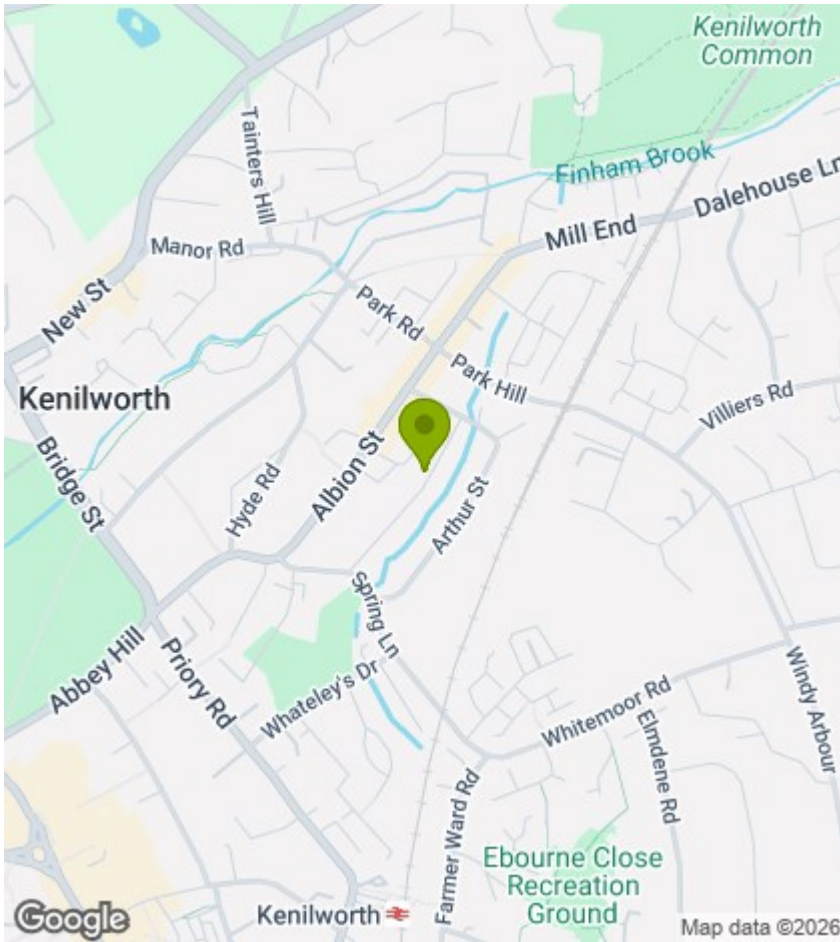 Kenilworth
Common
Tainters
Hill
Finham Brook
Dalehouse Ln
Mill End
Manor Rd
New St
Park Rd
Park Hill
Kenilworth
Villiers Rd
Bridge St
Hyde Rd
Albion St
Arthur St
Spring Ln
Abbey Hill
Priory Rd
Whateley's Dr
Whitemoor Rd
Windy Arbour
Elmdene Rd
Farmer Ward Rd
Ebourne Close
Recreation
Ground
Kenilworth
Google
Map data ©202